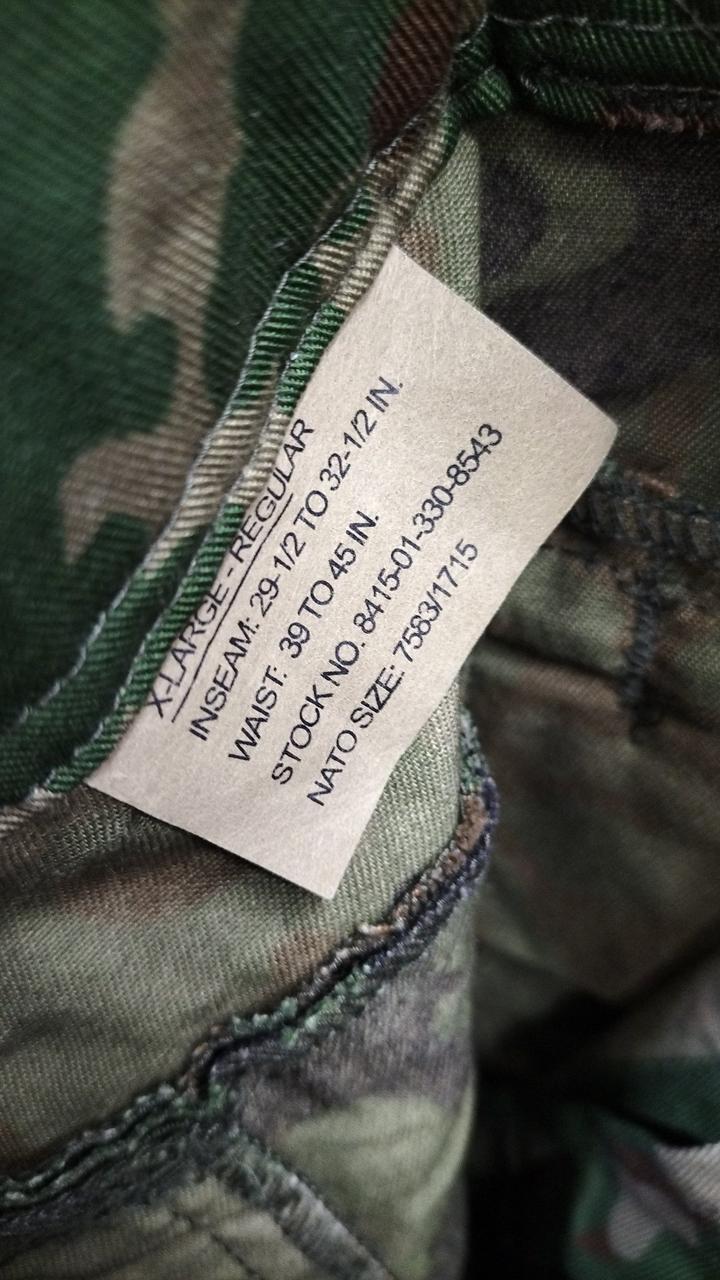 X-LARGE - REGULAR
INSEAM: 29-1/2 TO 32-1/2 IN.
WAIST: 39 TO 45 IN.
STOCK NO. 8415-01-330-8543
NATO SIZE: 7583/1715